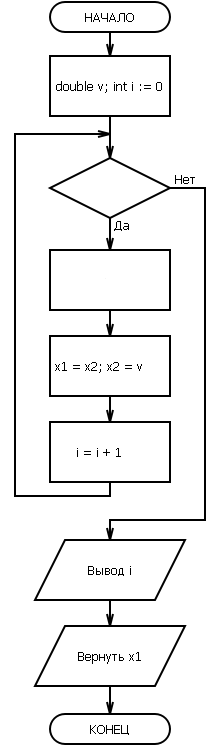 НАЧАЛО
double v; int i := 0
Нет
Да
x1 = x2; x2 = v
i = i + 1
Вывод i
Вернуть x1
КОНЕЦ